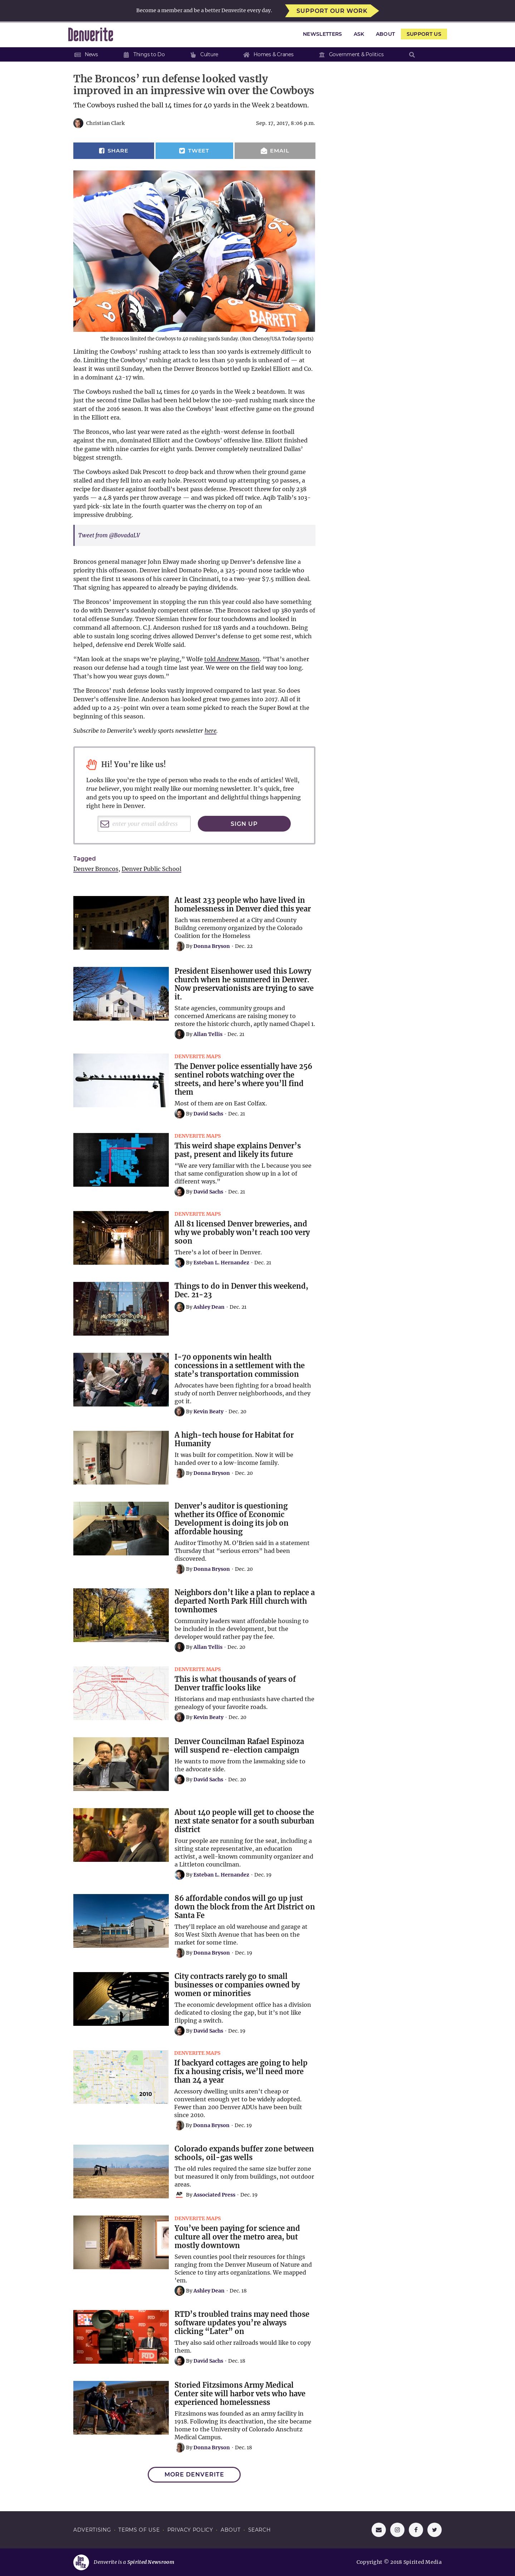 Become a member and be a better Denverite every day.
SUPPORT OUR WORK
Denverite
NEWSLETTERS
ASK
ABOUT
SUPPORT US
News
Things to Do
Culture
Homes & Cranes
Government & Politics
The Broncos’ run defense looked vastly
improved in an impressive win over the Cowboys
The Cowboys rushed the ball 14 times for 40 yards in the Week 2 beatdown.
Christian Clark
Sep. 17, 2017, 8:06 p.m.
SHARE
TWEET
EMAIL
BARRETT
The Broncos limited the Cowboys to 40 rushing yards Sunday. (Ron Chenoy/USA Today Sports)
Limiting the Cowboys’ rushing attack to less than 100 yards is extremely difficult to
do. Limiting the Cowboys’ rushing attack to less than 50 yards is unheard of — at
least it was until Sunday, when the Denver Broncos bottled up Ezekiel Elliott and Co.
in a dominant 42-17 win.
The Cowboys rushed the ball 14 times for 40 yards in the Week 2 beatdown. It was
just the second time Dallas had been held below the 100-yard rushing mark since the
start of the 2016 season. It was also the Cowboys’ least effective game on the ground
in the Elliott era.
The Broncos, who last year were rated as the eighth-worst defense in football
against the run, dominated Elliott and the Cowboys’ offensive line. Elliott finished
the game with nine carries for eight yards. Denver completely neutralized Dallas’
biggest strength.
The Cowboys asked Dak Prescott to drop back and throw when their ground game
stalled and they fell into an early hole. Prescott wound up attempting 50 passes, a
recipe for disaster against football’s best pass defense. Prescott threw for only 238
yards — a 4.8 yards per throw average — and was picked off twice. Aqib Talib’s 103-
yard pick-six late in the fourth quarter was the cherry on top of an
impressive drubbing.
Tweet from @BovadaLV
Broncos general manager John Elway made shoring up Denver’s defensive line a
priority this offseason. Denver inked Domato Peko, a 325-pound nose tackle who
spent the first 11 seasons of his career in Cincinnati, to a two-year $7.5 million deal.
That signing has appeared to already be paying dividends.
The Broncos’ improvement in stopping the run this year could also have something to
do with Denver’s suddenly competent offense. The Broncos racked up 380 yards of
total offense Sunday. Trevor Siemian threw for four touchdowns and looked in
command all afternoon. C.J. Anderson rushed for 118 yards and a touchdown. Being
able to sustain long scoring drives allowed Denver’s defense to get some rest, which
helped, defensive end Derek Wolfe said.
“Man look at the snaps we’re playing,” Wolfe told Andrew Mason. “That’s another
reason our defense had a tough time last year. We were on the field way too long.
That’s how you wear guys down.”
The Broncos’ rush defense looks vastly improved compared to last year. So does
Denver’s offensive line. Anderson has looked great two games into 2017. All of it
added up to a 25-point win over a team some picked to reach the Super Bowl at the
beginning of this season.
Subscribe to Denverite’s weekly sports newsletter here.
Hi! You’re like us!
Looks like you’re the type of person who reads to the ends of articles! Well,
true believer, you might really like our morning newsletter. It’s quick, free
and gets you up to speed on the important and delightful things happening
right here in Denver.
enter your email address
SIGN UP
Tagged
Denver Broncos, Denver Public School
At least 233 people who have lived in
homelessness in Denver died this year
Each was remembered at a City and County
Buildng ceremony organized by the Colorado
Coalition for the Homeless
By Donna Bryson · Dec. 22
President Eisenhower used this Lowry
church when he summered in Denver.
Now preservationists are trying to save
it.
State agencies, community groups and
concerned Americans are raising money to
restore the historic church, aptly named Chapel 1.
By Allan Tellis · Dec. 21
DENVERITE MAPS
The Denver police essentially have 256
sentinel robots watching over the
streets, and here’s where you’ll find
them
Most of them are on East Colfax.
By David Sachs · Dec. 21
DENVERITE MAPS
This weird shape explains Denver’s
past, present and likely its future
“We are very familiar with the L because you see
that same configuration show up in a lot of
different ways.”
By David Sachs · Dec. 21
DENVERITE MAPS
All 81 licensed Denver breweries, and
why we probably won’t reach 100 very
soon
There’s a lot of beer in Denver.
By Esteban L. Hernandez · Dec. 21
Things to do in Denver this weekend,
Dec. 21-23
By Ashley Dean · Dec. 21
I-70 opponents win health
concessions in a settlement with the
state’s transportation commission
Advocates have been fighting for a broad health
study of north Denver neighborhoods, and they
got it.
By Kevin Beaty · Dec. 20
A high-tech house for Habitat for
Humanity
It was built for competition. Now it will be
handed over to a low-income family.
By Donna Bryson · Dec. 20
Denver’s auditor is questioning
whether its Office of Economic
Development is doing its job on
affordable housing
Auditor Timothy M. O’Brien said in a statement
Thursday that “serious errors” had been
discovered.
By Donna Bryson · Dec. 20
Neighbors don’t like a plan to replace a
departed North Park Hill church with
townhomes
Community leaders want affordable housing to
be included in the development, but the
developer would rather pay the fee.
By Allan Tellis · Dec. 20
DENVERITE MAPS
This is what thousands of years of
Denver traffic looks like
Historians and map enthusiasts have charted the
genealogy of your favorite roads.
By Kevin Beaty · Dec. 20
Denver Councilman Rafael Espinoza
will suspend re-election campaign
He wants to move from the lawmaking side to
the advocate side.
By David Sachs · Dec. 20
About 140 people will get to choose the
next state senator for a south suburban
district
Four people are running for the seat, including a
sitting state representative, an education
activist, a well-known community organizer and
a Littleton councilman.
By Esteban L. Hernandez · Dec. 19
86 affordable condos will go up just
down the block from the Art District on
Santa Fe
They’ll replace an old warehouse and garage at
801 West Sixth Avenue that has been on the
market for some time.
By Donna Bryson · Dec. 19
City contracts rarely go to small
businesses or companies owned by
women or minorities
The economic development office has a division
dedicated to closing the gap, but it’s not like
flipping a switch.
By David Sachs · Dec. 19
2010
DENVERITE MAPS
If backyard cottages are going to help
fix a housing crisis, we’ll need more
than 24 a year
Accessory dwelling units aren’t cheap or
convenient enough yet to be widely adopted.
Fewer than 200 Denver ADUs have been built
since 2010.
By Donna Bryson · Dec. 19
Colorado expands buffer zone between
schools, oil-gas wells
The old rules required the same size buffer zone
but measured it only from buildings, not outdoor
areas.
AP By Associated Press · Dec. 19
DENVERITE MAPS
You’ve been paying for science and
culture all over the metro area, but
mostly downtown
Seven counties pool their resources for things
ranging from the Denver Museum of Nature and
Science to tiny arts organizations. We mapped
‘em.
By Ashley Dean · Dec. 18
RTD
RTD’s troubled trains may need those
software updates you’re always
clicking “Later” on
They also said other railroads would like to copy
them.
By David Sachs · Dec. 18
Storied Fitzsimons Army Medical
Center site will harbor vets who have
experienced homelessness
Fitzsimons was founded as an army facility in
1918. Following its deactivation, the site became
home to the University of Colorado Anschutz
Medical Campus.
By Donna Bryson · Dec. 18
MORE DENVERITE
ADVERTISING · TERMS OF USE · PRIVACY POLICY · ABOUT · SEARCH
Denverite is a Spirited Newsroom
Copyright © 2018 Spirited Media